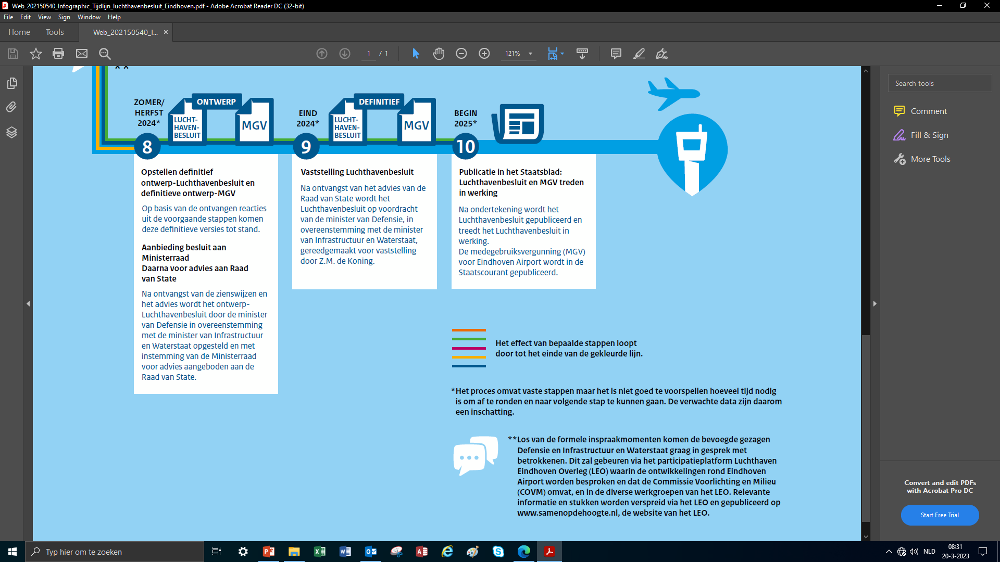 Web_202150540_Infographic_Tijdlijn_luchthavenbesluit_Eindhoven.pdf - Adobe Acrobat Reader DC (32-bit)
File Edit View Sign Window Help
Home Tools Web_202150540_I... ×
1 / 1 121%
**
ZOMER/
HERFST
2024*
ONTWERP
LUCHT-
HAVEN-
BESLUIT
MGV
8
EIND
2024*
DEFINITIEF
LUCHT-
HAVEN-
BESLUIT
MGV
9
BEGIN
2025*
10
Opstellen definitief
ontwerp-Luchthavenbesluit en
definitieve ontwerp-MGV
Op basis van de ontvangen reacties
uit de voorgaande stappen komen
deze definitieve versies tot stand.
Aanbieding besluit aan
Ministerraad
Daarna voor advies aan Raad
van State
Na ontvangst van de zienswijzen en
het advies wordt het ontwerp-
Luchthavenbesluit door de minister
van Defensie in overeenstemming
met de minister van Infrastructuur
en Waterstaat opgesteld en met
instemming van de Ministerraad
voor advies aangeboden aan de
Raad van State.
Vaststelling Luchthavenbesluit
Na ontvangst van het advies van de
Raad van State wordt het
Luchthavenbesluit op voordracht
van de minister van Defensie, in
overeenstemming met de minister
van Infrastructuur en Waterstaat,
gereedgemaakt voor vaststelling
door Z.M. de Koning.
Publicatie in het Staatsblad:
Luchthavenbesluit en MGV treden
in werking
Na ondertekening wordt het
Luchthavenbesluit gepubliceerd en
treedt het Luchthavenbesluit in
werking.
De medegebruiksvergunning (MGV)
voor Eindhoven Airport wordt in de
Staatscourant gepubliceerd.
Het effect van bepaalde stappen loopt
door tot het einde van de gekleurde lijn.
*Het proces omvat vaste stappen maar het is niet goed te voorspellen hoeveel tijd nodig
is om af te ronden en naar volgende stap te kunnen gaan. De verwachte data zijn daarom
een inschatting.
**Los van de formele inspraakmomenten komen de bevoegde gezagen
Defensie en Infrastructuur en Waterstaat graag in gesprek met
betrokkenen. Dit zal gebeuren via het participatieplatform Luchthaven
Eindhoven Overleg (LEO) waarin de ontwikkelingen rond Eindhoven
Airport worden besproken en dat de Commissie Voorlichting en Milieu
(COVM) omvat, en in de diverse werkgroepen van het LEO. Relevante
informatie en stukken worden verspreid via het LEO en gepubliceerd op
www.samenopdehoogte.nl, de website van het LEO.
Search tools
Comment
Fill & Sign
More Tools
Convert and edit PDFs
with Acrobat Pro DC
Start Free Trial
Typ hier om te zoeken
NLD
08:31
20-3-2023